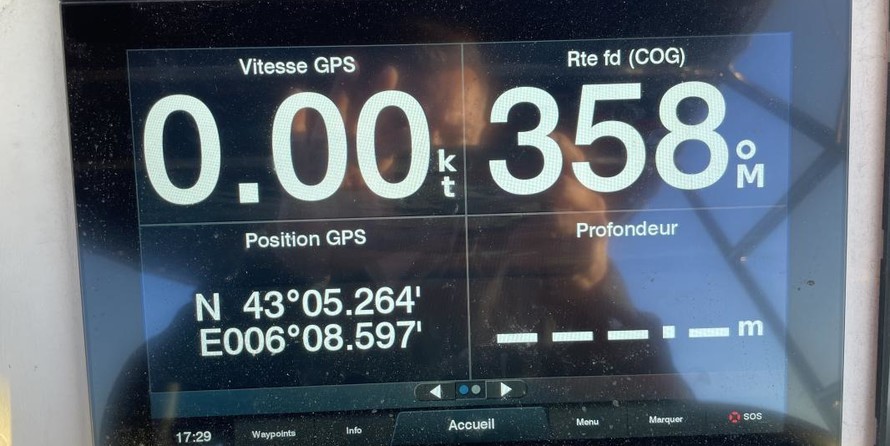 Vitesse GPS
0.00 kt
Rte fd (COG)
358 °M
Position GPS
N 43°05.264'
E006°08.597'
Profondeur
_ _ _ . _ m
17:29
Waypoints
Info
Accueil
Menu
Marquer
SOS